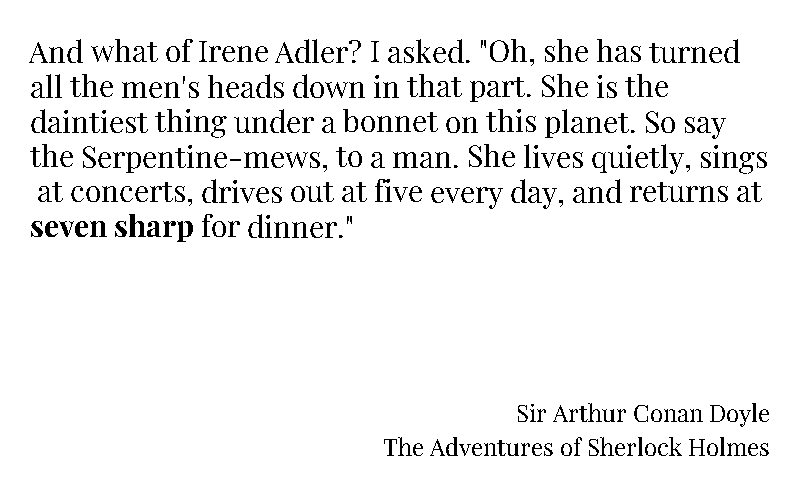 And what of Irene Adler? I asked. "Oh, she has turned
all the men's heads down in that part. She is the
daintiest thing under a bonnet on this planet. So say
the Serpentine-mews, to a man. She lives quietly, sings
at concerts, drives out at five every day, and returns at
seven sharp for dinner."
Sir Arthur Conan Doyle
The Adventures of Sherlock Holmes